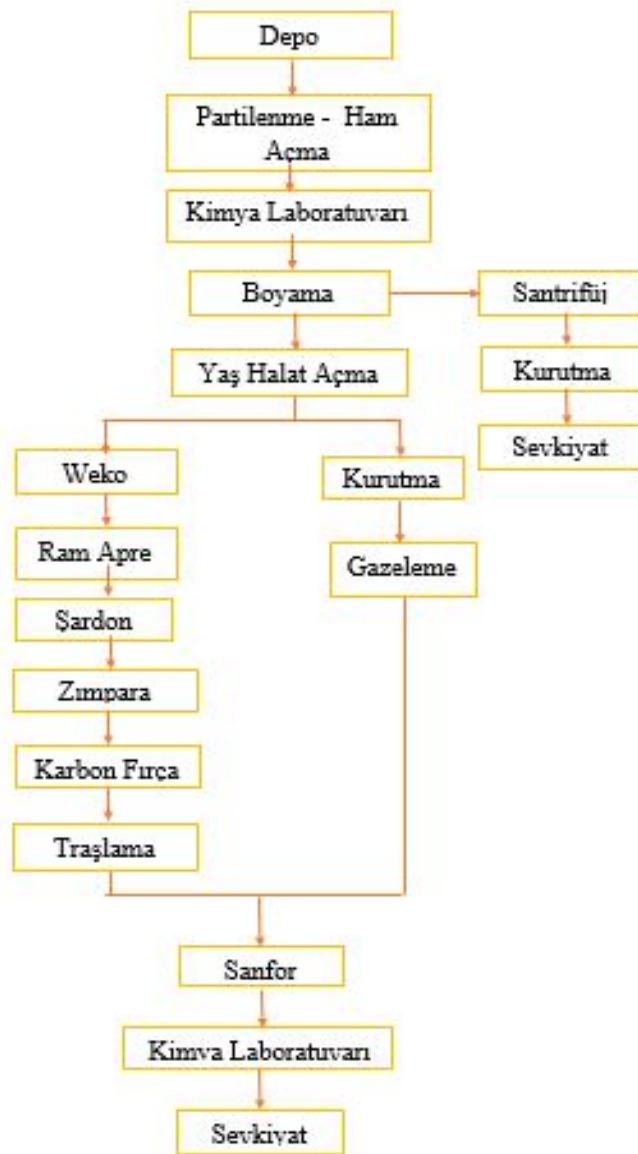 Depo
Partilenme - Ham
Açma
Kimya Laboratuvarı
Boyama
Santrifüj
Yaş Halat Açma
Kurutma
Sevkiyat
Weko
Kurutma
Ram Apre
Gazeleme
Şardon
Zımpara
Karbon Fırça
Traşlama
Sanfor
Kimya Laboratuvarı
Sevkiyat